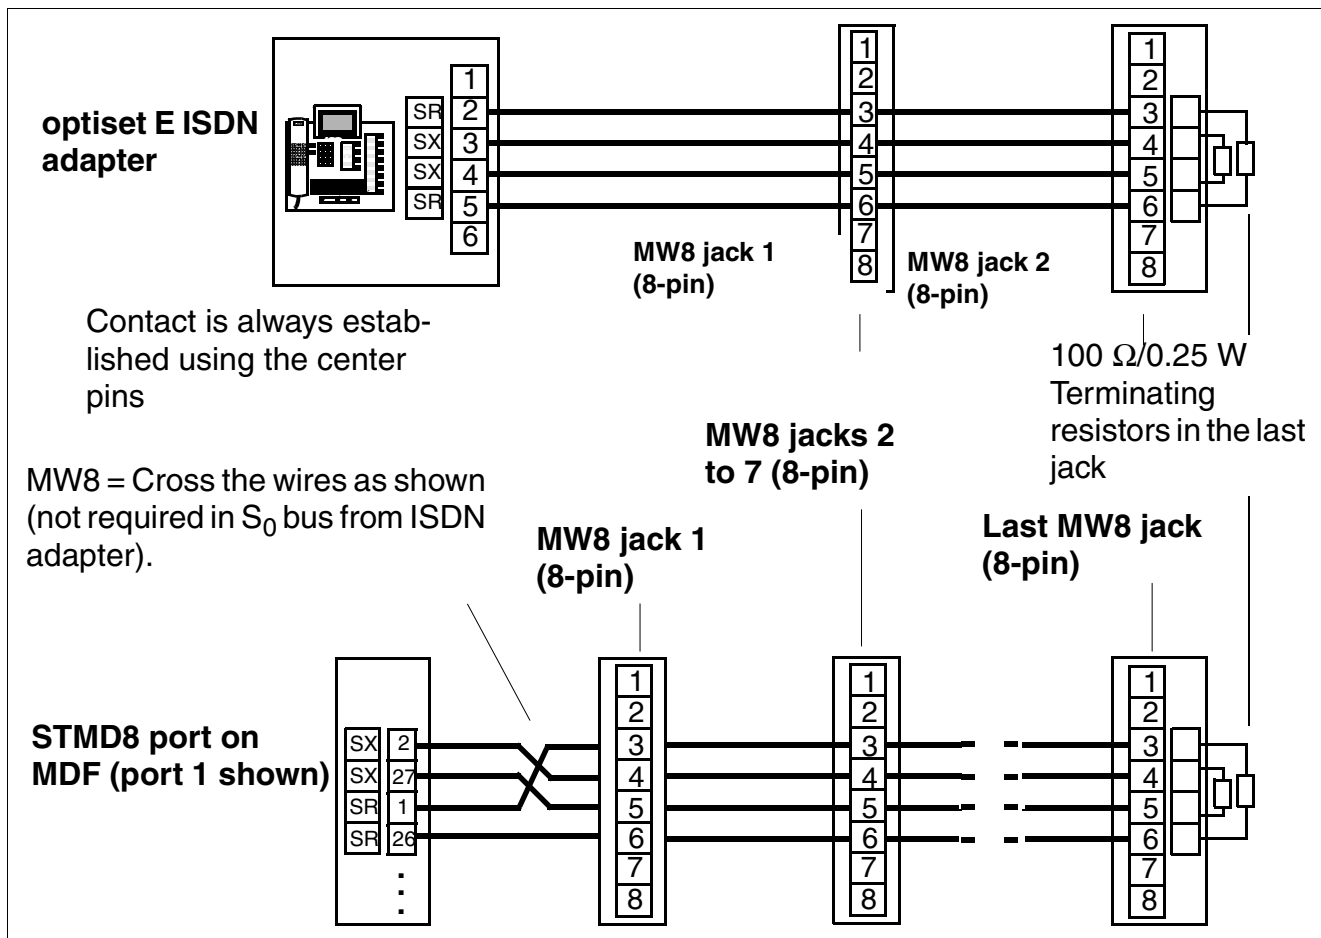 optiset E ISDN
adapter
SR
SX
SX
SR
1
2
3
4
5
6
1
2
3
4
5
6
7
8
1
2
3
4
5
6
7
8
MW8 jack 1
(8-pin)
MW8 jack 2
(8-pin)
Contact is always estab-
lished using the center
pins
100 Ω/0.25 W
Terminating
resistors in the last
jack
MW8 jacks 2
to 7 (8-pin)
MW8 = Cross the wires as shown
(not required in S0 bus from ISDN
adapter).
MW8 jack 1
(8-pin)
Last MW8 jack
(8-pin)
STMD8 port on
MDF (port 1 shown)
SX 2
SX 27
SR 1
SR 26
1
2
3
4
5
6
7
8
1
2
3
4
5
6
7
8
1
2
3
4
5
6
7
8